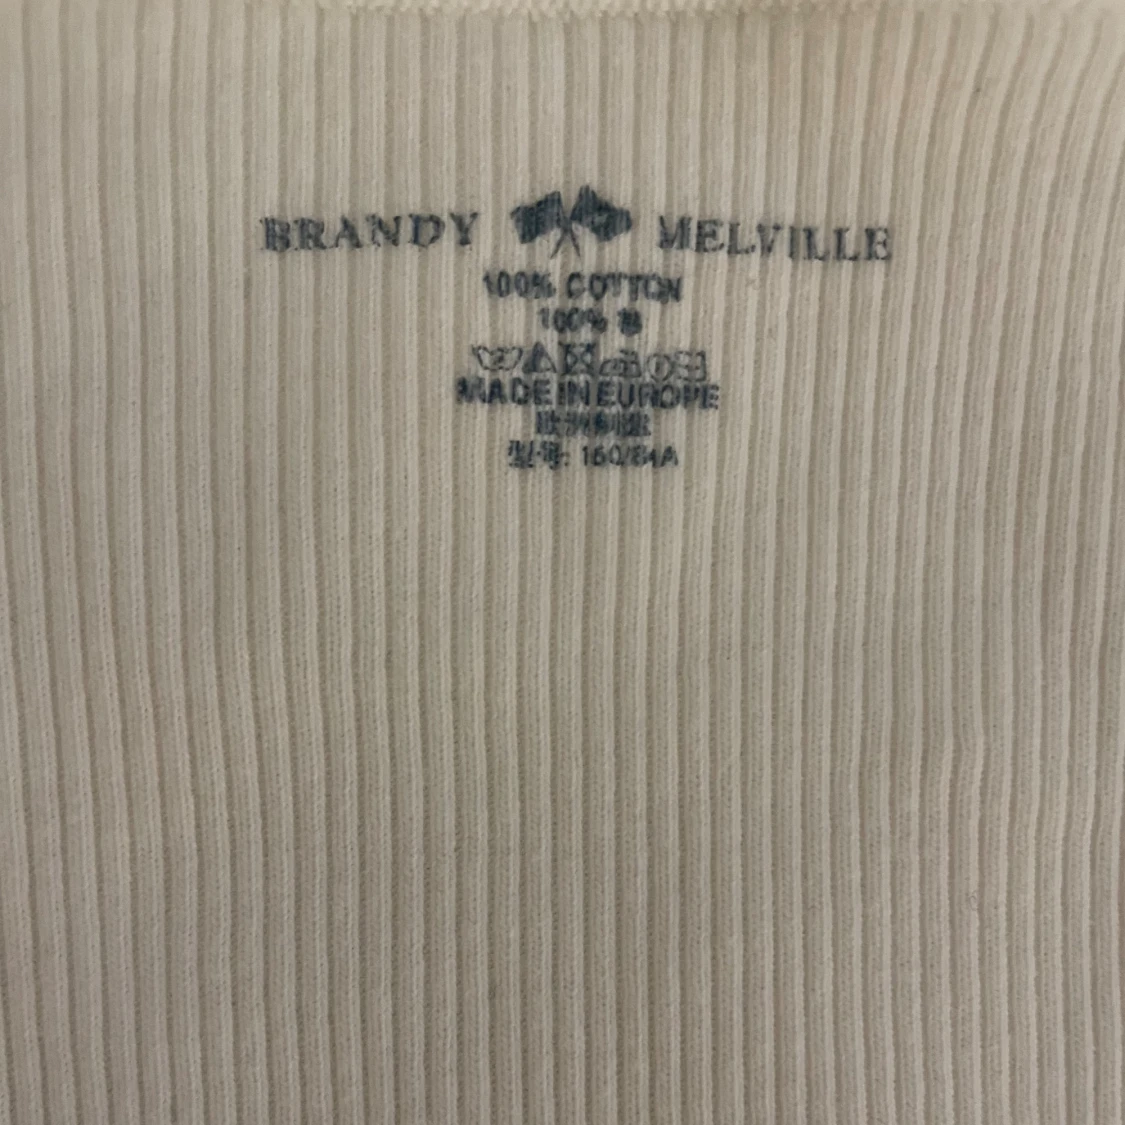 BRANDY MELVILLE
100% COTTON
100% 棉
MADE IN EUROPE
欧洲制造
型号: 160/84A